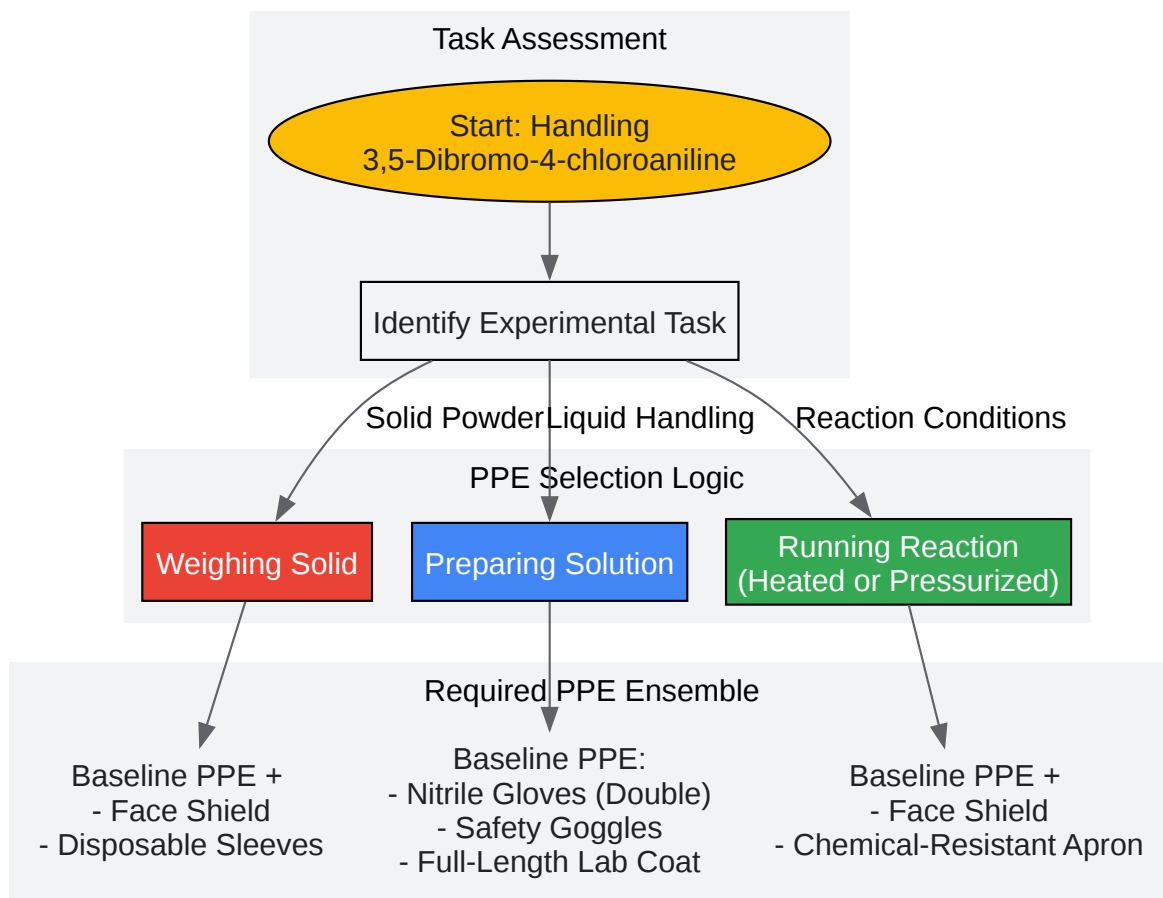 Task Assessment
Start: Handling
3,5-Dibromo-4-chloroaniline
Identify Experimental Task
Solid Powder
Liquid Handling
Reaction Conditions
PPE Selection Logic
Weighing Solid
Preparing Solution
Running Reaction
(Heated or Pressurized)
Required PPE Ensemble
Baseline PPE +
- Face Shield
- Disposable Sleeves
Baseline PPE:
- Nitrile Gloves (Double)
- Safety Goggles
- Full-Length Lab Coat
Baseline PPE +
- Face Shield
- Chemical-Resistant Apron